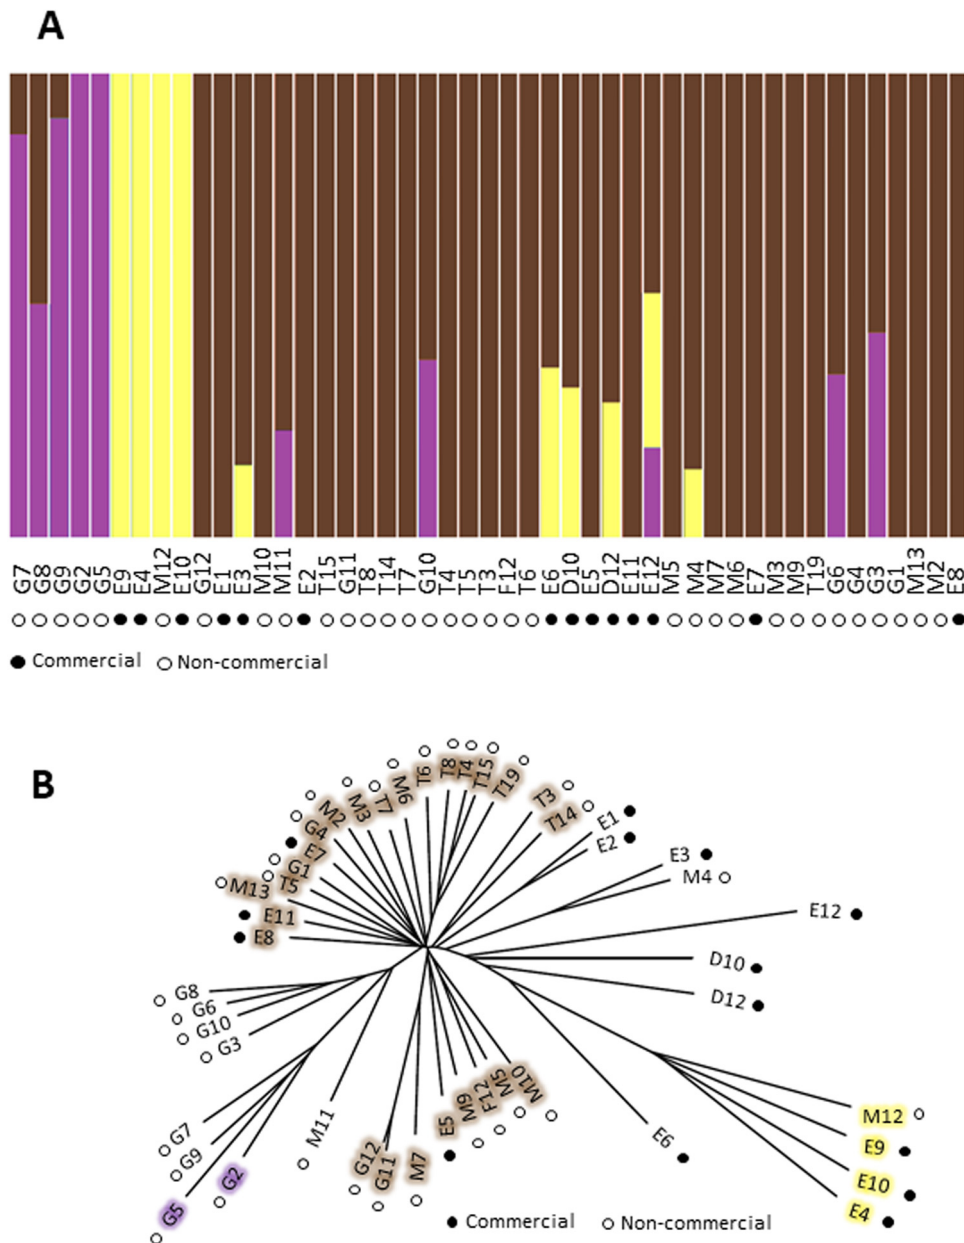 A
G7 G8 G9 G2 G5 E9 E4 M12 E10 G12 E1 E3 M10 M11 E2 T15 G11 T8 T14 T7 G10 T4 T5 T3 F12 T6 E6 D10 E5 D12 E11 E12 M5 M4 M7 M6 E7 M3 M9 T19 G6 G4 G3 G1 M13 M2 E8
Commercial Non-commercial
B
M13
T5
G1
E7
G4
M2
M3
T7
M6
T6
T8
T4
T15
T19
T3
T14
E1
E2
E3
M4
E12
D10
D12
M12
E9
E10
E4
E6
M10
M5
F12
M9
E5
M7
G11
G12
M11
G2
G5
G9
G7
G3
G10
G6
G8
E8
E11
Commercial Non-commercial